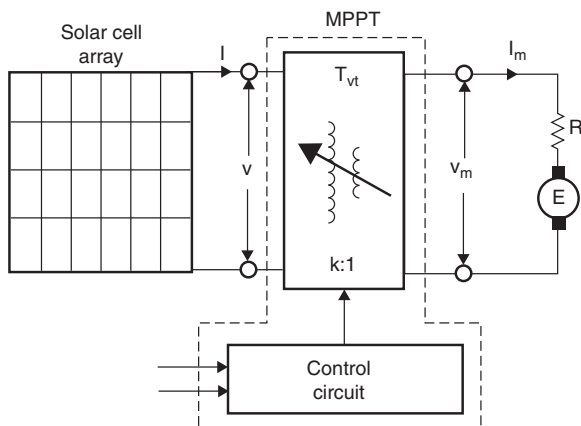 MPPT
Solar cell
array
I
T_vt
I_m
R
v
v_m
E
k:1
Control
circuit